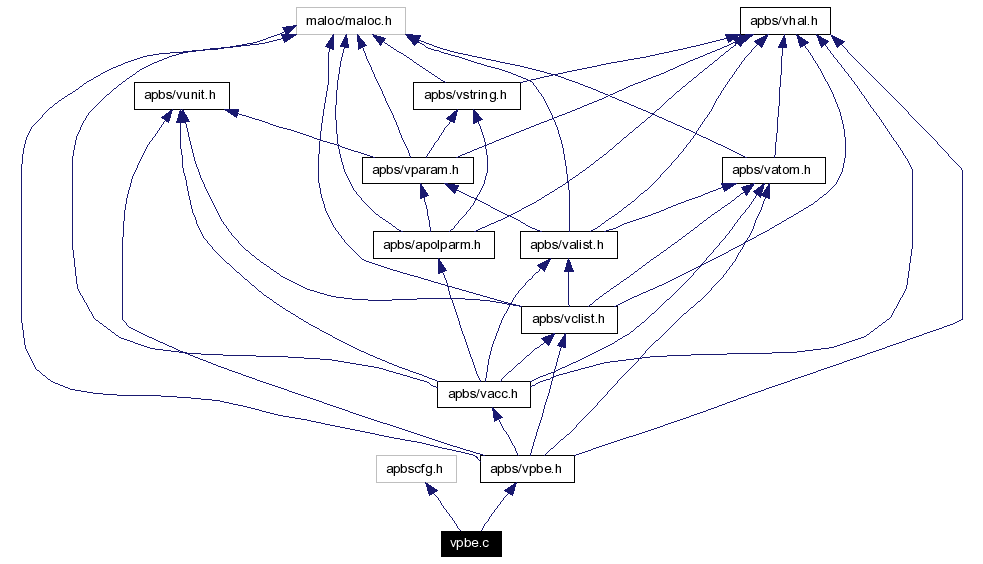 maloc/maloc.h
apbs/vhal.h
apbs/vunit.h
apbs/vstring.h
apbs/vparam.h
apbs/vatom.h
apbs/apolparm.h
apbs/valist.h
apbs/vclist.h
apbs/vacc.h
apbscfg.h
apbs/vpbe.h
vpbe.c